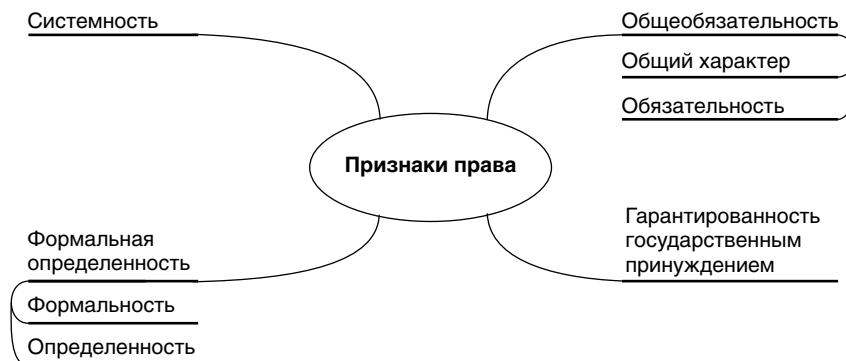 Системность
Общеобязательность
Общий характер
Обязательность
Признаки права
Гарантированность
государственным
принуждением
Формальная
определенность
Формальность
Определенность